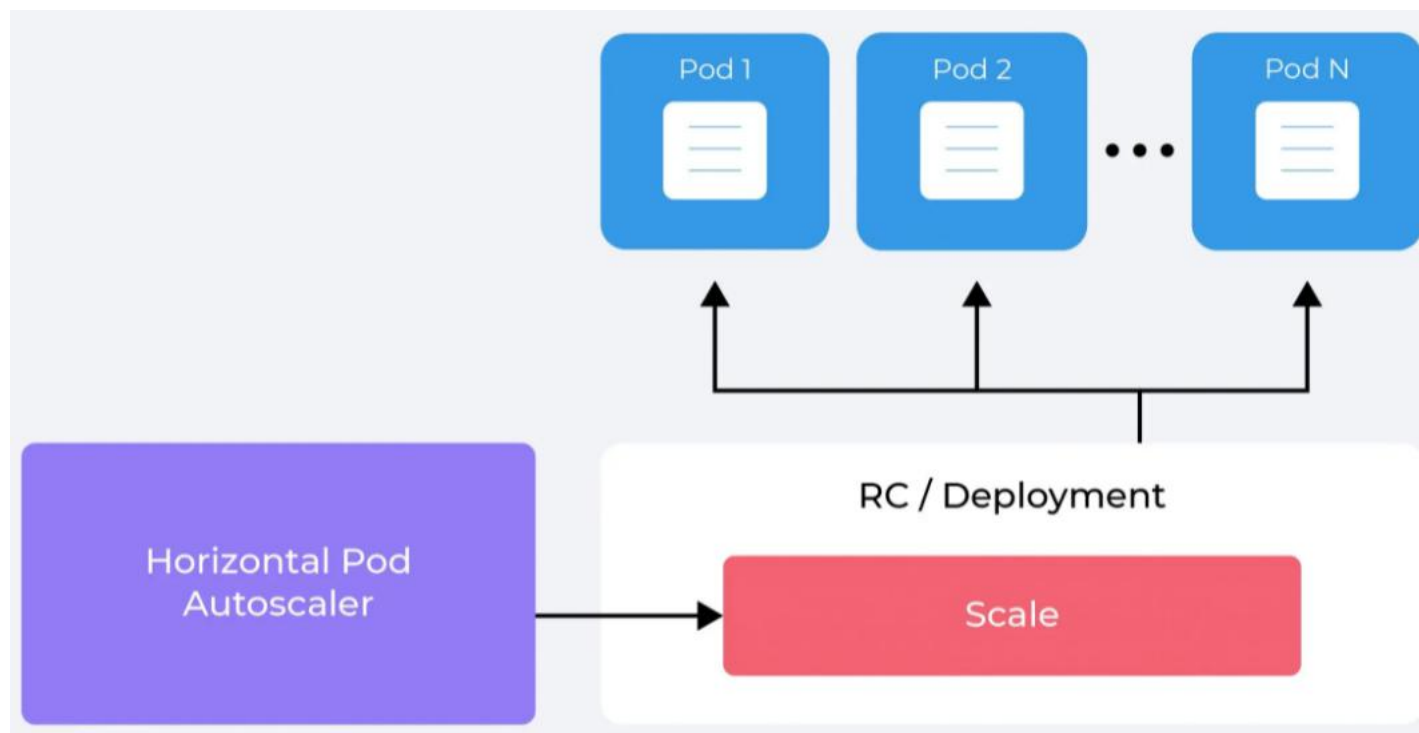 Pod 1
Pod 2
Pod N
RC / Deployment
Horizontal Pod
Autoscaler
Scale